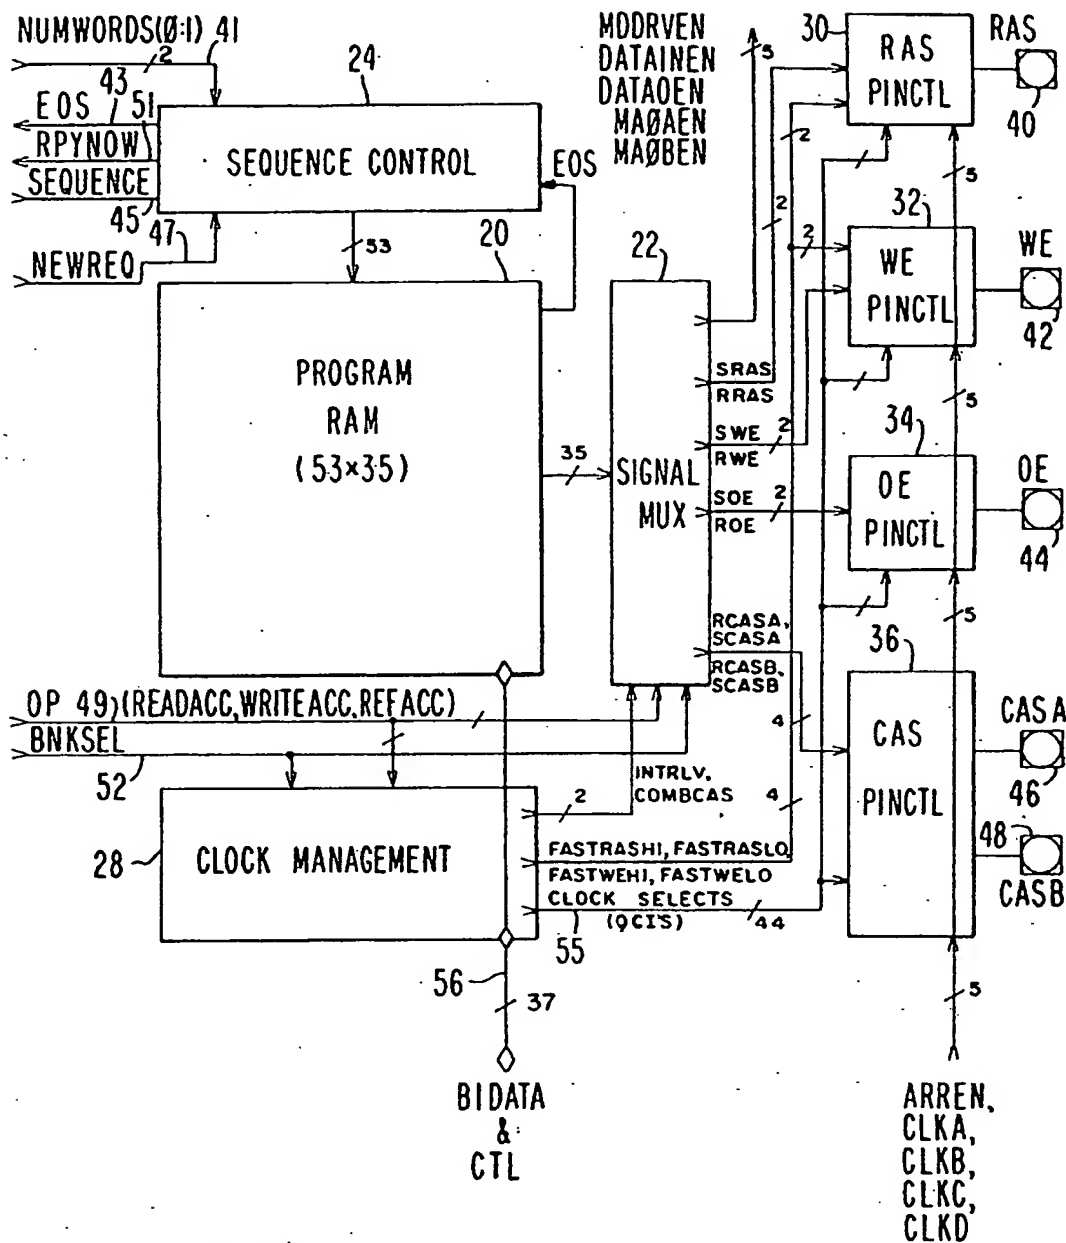 NUMWORDS(0:1)
41
2
24
43
EOS
51
RPYNOW
SEQUENCE
45
47
NEWREQ
SEQUENCE CONTROL
EOS
53
20
PROGRAM
RAM
(53×35)
35
22
SIGNAL
MUX
MDDRVEN
DATAINEN
DATAOEN
MAØAEN
MAØBEN
5
SRAS
RRAS
2
SWE
RWE
2
SOE
ROE
2
RCASA,
SCASA
RCASB,
SCASB
4
OP 49)(READACC,WRITEACC,REFACC)
BNKSEL
52
28
CLOCK MANAGEMENT
INTRLV.
COMBCAS
2
FASTRASHI, FASTRASLO
FASTWEHI, FASTWELO
4
CLOCK SELECTS
(QCI'S)
44
55
56
37
BIDATA
&
CTL
30
RAS
PINCTL
RAS
40
2
5
32
WE
PINCTL
WE
42
2
5
34
OE
PINCTL
OE
44
5
36
CAS
PINCTL
CASA
46
48
CASB
5
ARREN,
CLKA,
CLKB,
CLKC,
CLKD